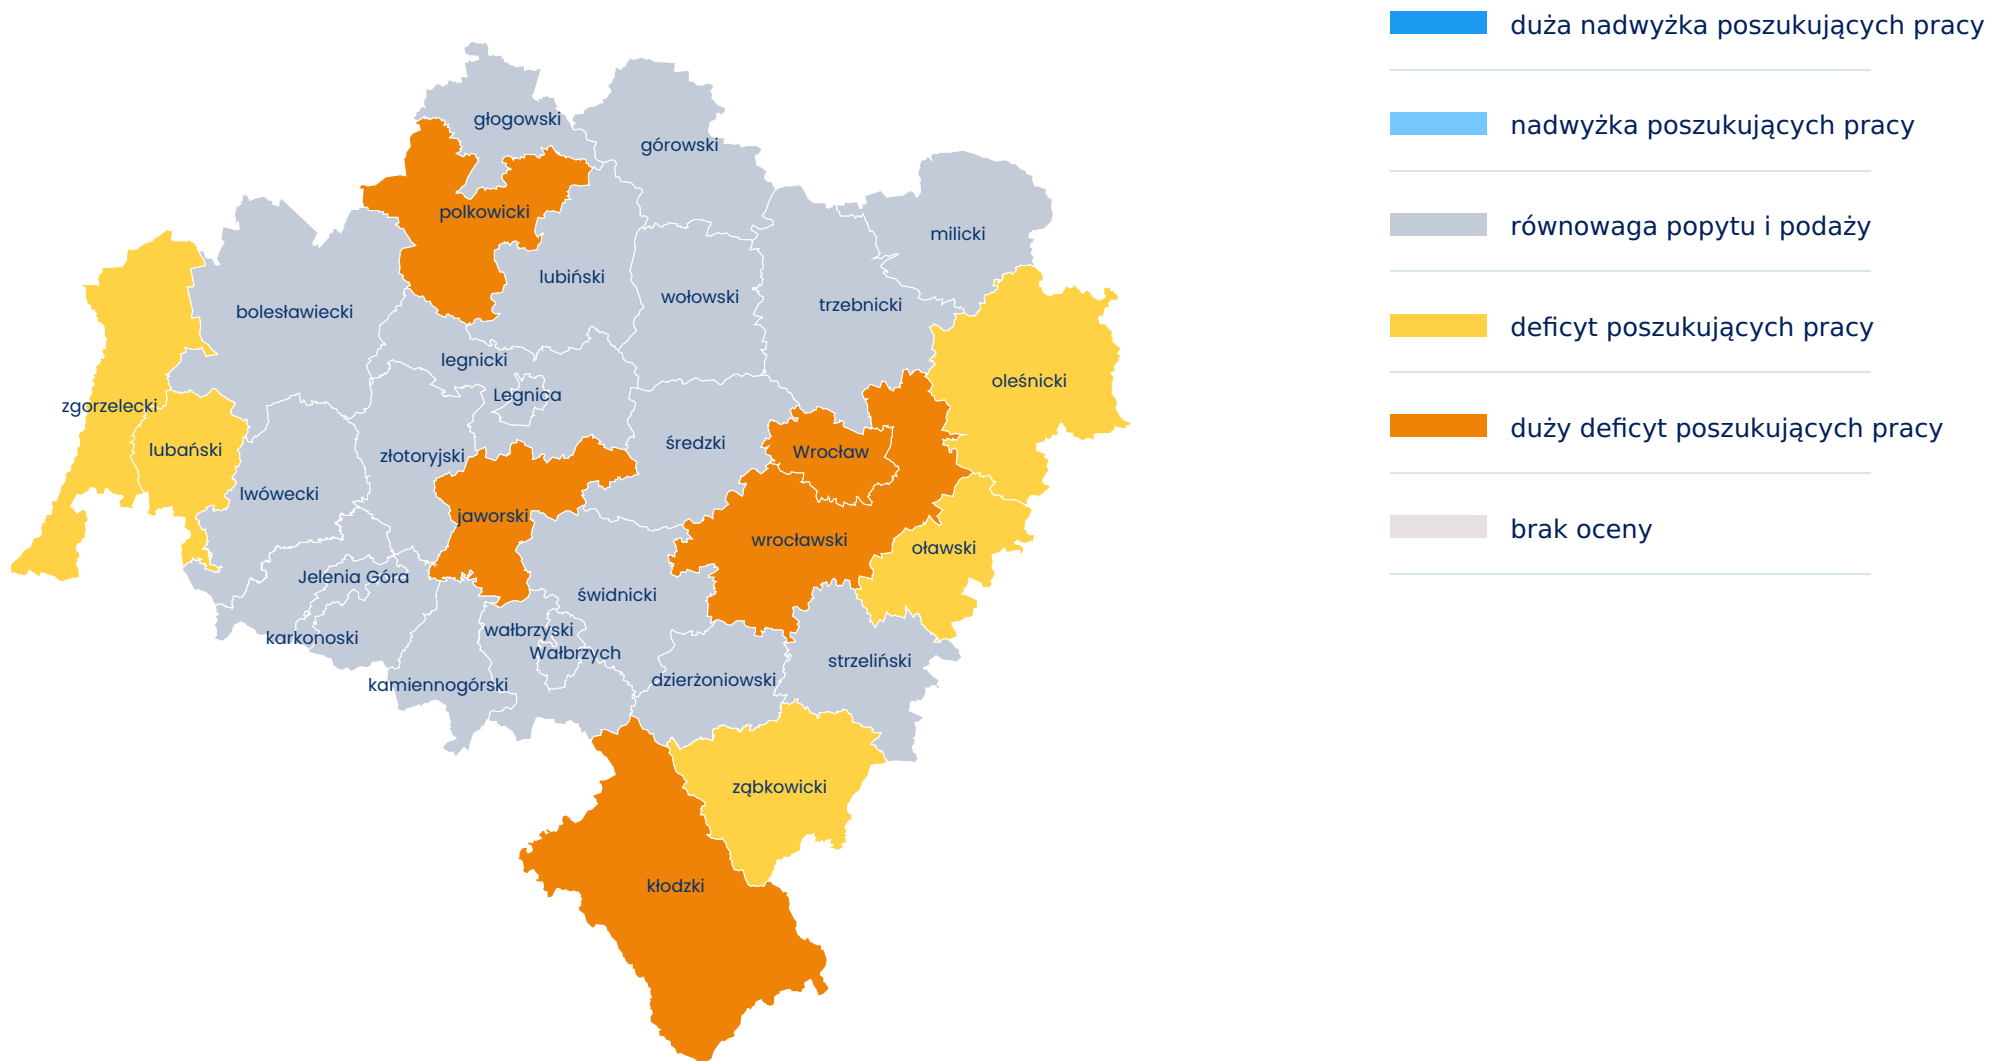 duża nadwyżka poszukujących pracy
nadwyżka poszukujących pracy
równowaga popytu i podaży
deficyt poszukujących pracy
duży deficyt poszukujących pracy
brak oceny
głogowski
górowski
polkowicki
milicki
lubiński
wołowski
trzebnicki
bolesławiecki
legnicki
oleśnicki
Legnica
zgorzelecki
średzki
lubański
Wrocław
złotoryjski
lwówecki
jaworski
wrocławski
oławski
Jelenia Góra
świdnicki
wałbrzyski
karkonoski
Wałbrzych
strzeliński
dzierżoniowski
kamiennogórski
ząbkowicki
kłodzki